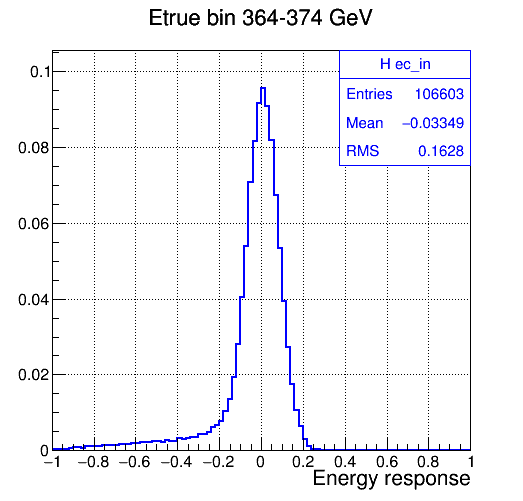 Etrue bin 364-374 GeV
H ec_in
Entries 106603
Mean −0.03349
RMS 0.1628
0.1
0.08
0.06
0.04
0.02
0
−1 −0.8 −0.6 −0.4 −0.2 0 0.2 0.4 0.6 0.8 1
Energy response